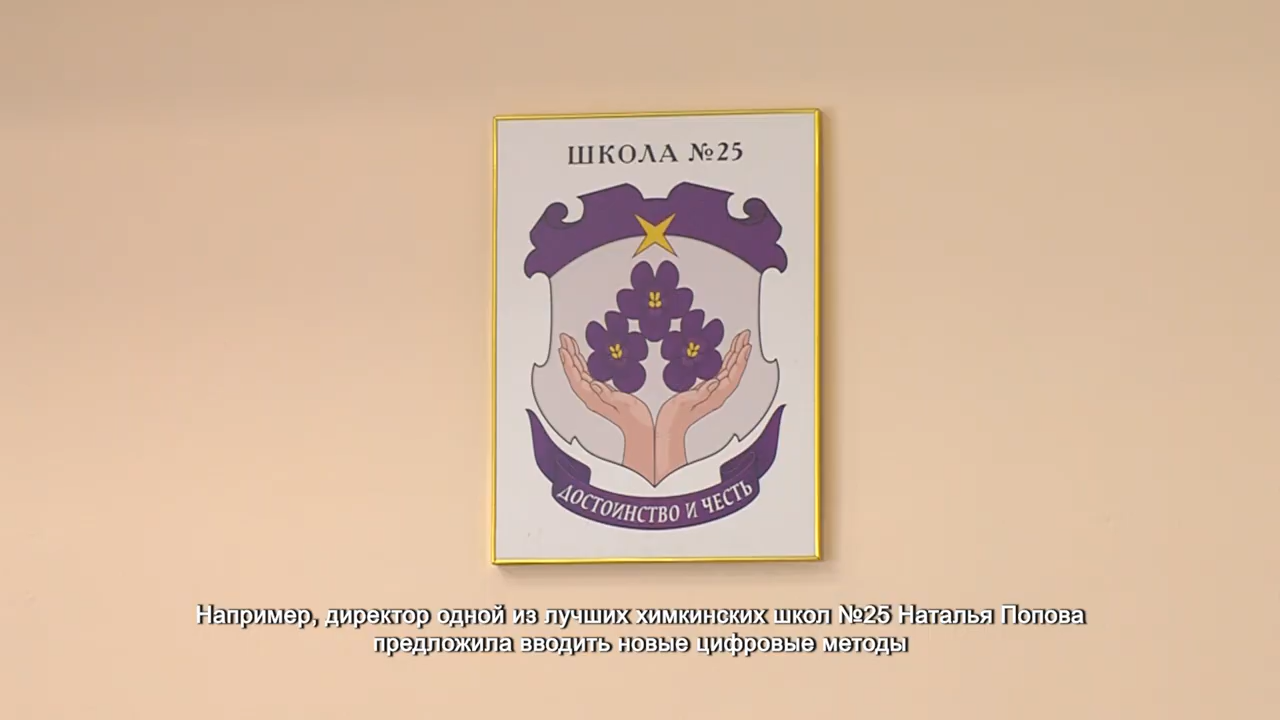 ШКОЛА №25
ДОСТОИНСТВО И ЧЕСТЬ
Например, директор одной из лучших химкинских школ №25 Наталья Попова
предложила вводить новые цифровые методы